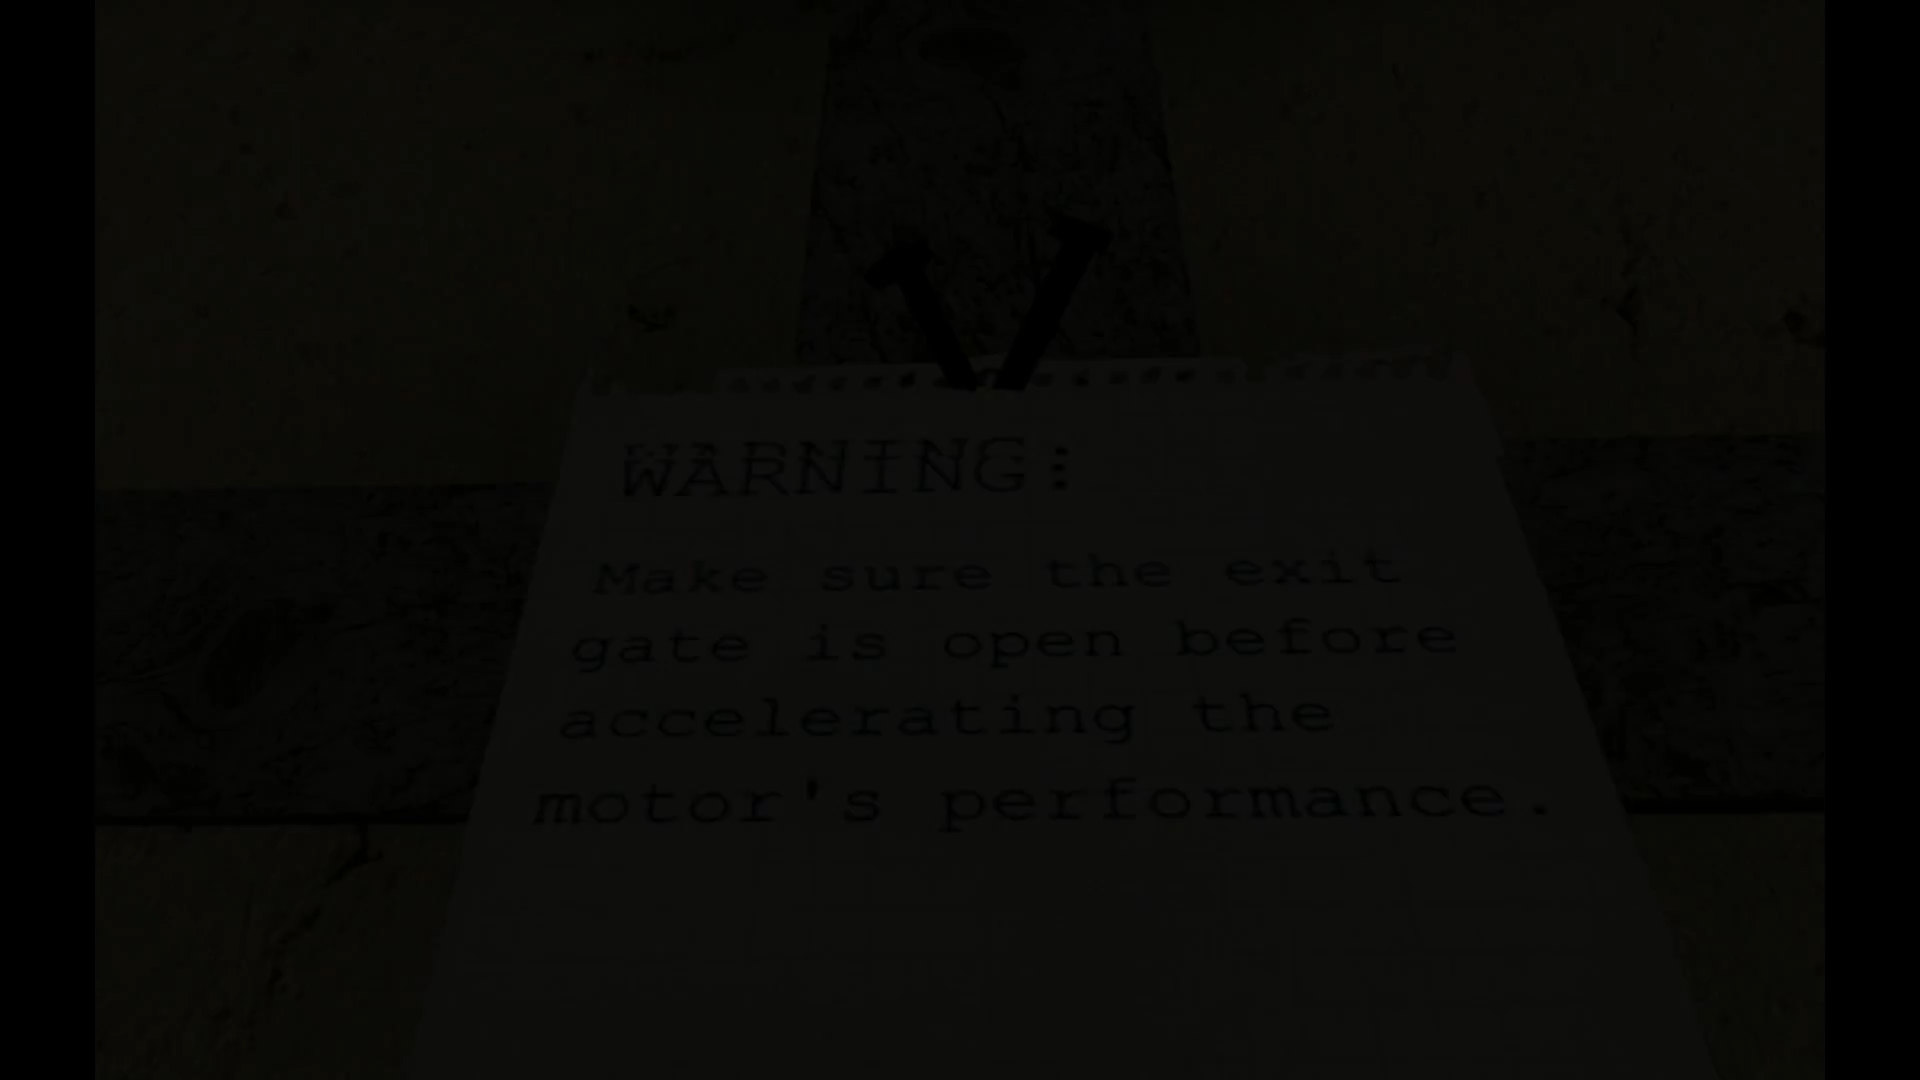 WARNING:
Make sure the exit
gate is open before
accelerating the
motor's performance.